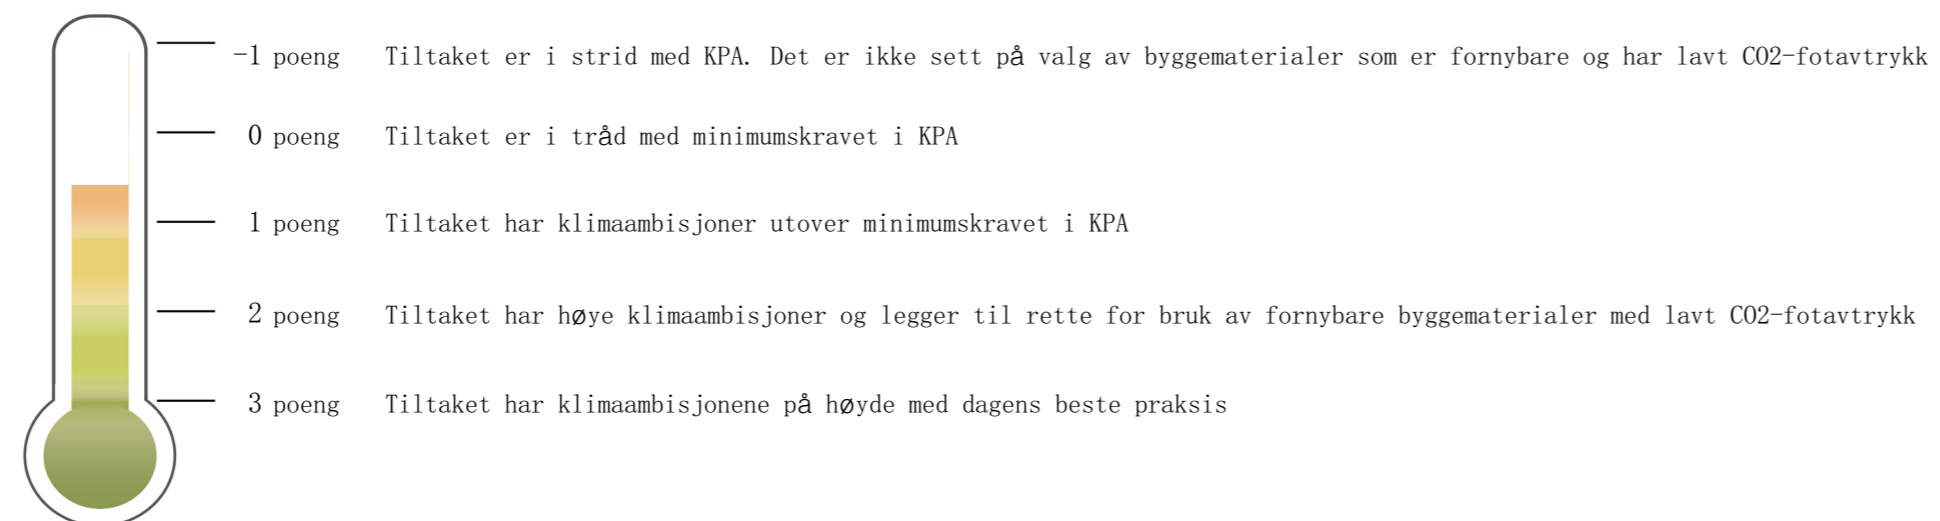 -1 poeng Tiltaket er i strid med KPA. Det er ikke sett på valg av byggematerialer som er fornybare og har lavt CO2-fotavtrykk
0 poeng Tiltaket er i tråd med minimumskravet i KPA
1 poeng Tiltaket har klimaambisjoner utover minimumskravet i KPA
2 poeng Tiltaket har høye klimaambisjoner og legger til rette for bruk av fornybare byggematerialer med lavt CO2-fotavtrykk
3 poeng Tiltaket har klimaambisjonene på høyde med dagens beste praksis